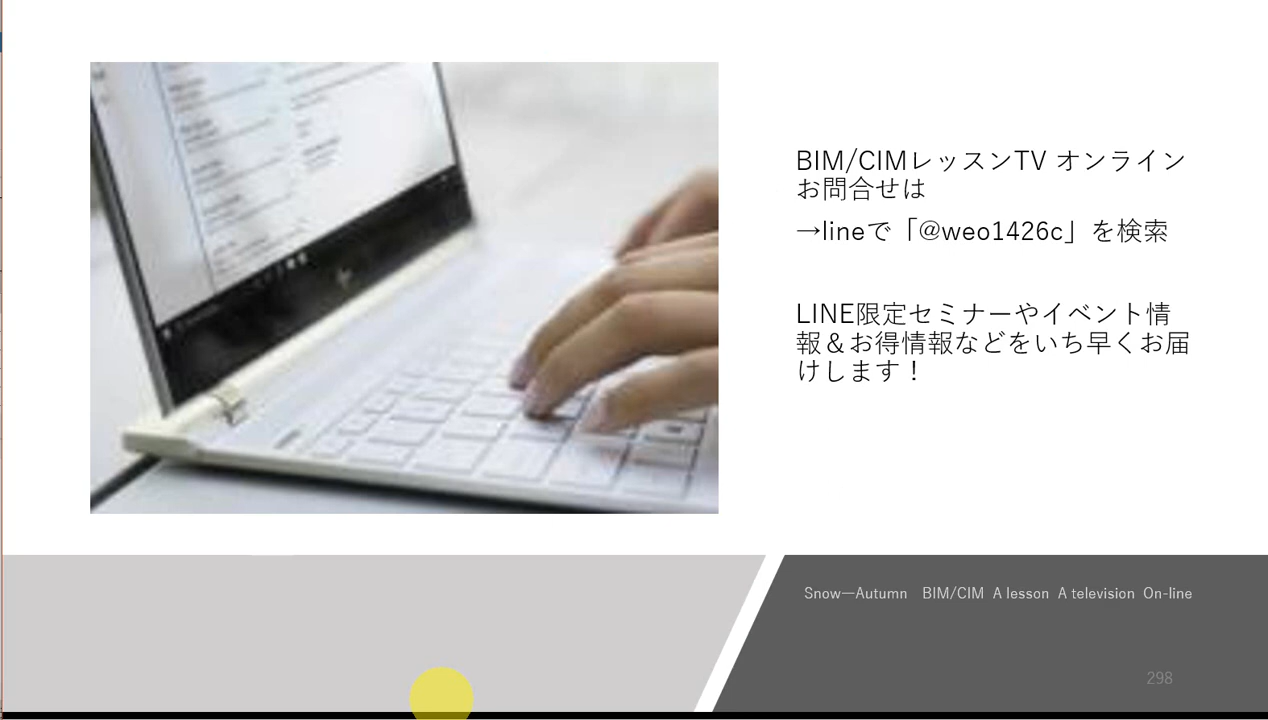 BIM/CIMレッスンTV オンライン
お問合せは
→lineで「@weo1426c」を検索
LINE限定セミナーやイベント情
報＆お得情報などをいち早くお届
けします！
Snow—Autumn　BIM/CIM A lesson A television On-line
298